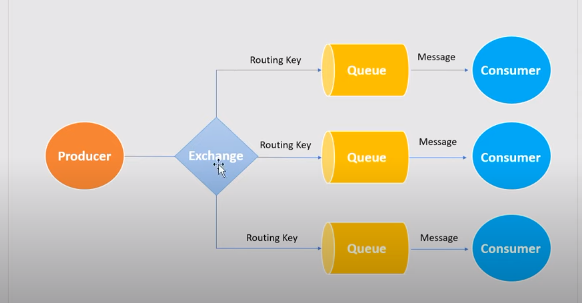 Routing Key
Queue
Message
Consumer
Producer
Exchange
Routing Key
Queue
Message
Consumer
Routing Key
Queue
Message
Consumer